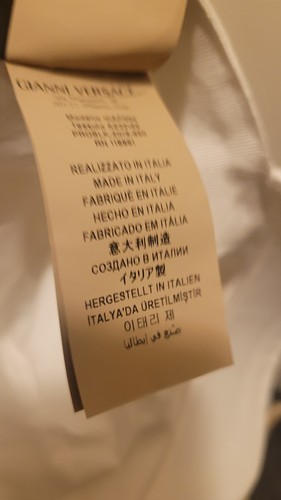 GIANNI VERSACE
REALIZZATO IN ITALIA
MADE IN ITALY
FABRIQUÉ EN ITALIE
HECHO EN ITALIA
FABRICADO EM ITÁLIA
意大利制造
СОЗДАНО В ИТАЛИИ
イタリア製
HERGESTELLT IN ITALIEN
İTALYA'DA ÜRETİLMİŞTİR
이태리 제
صنع في إيطاليا